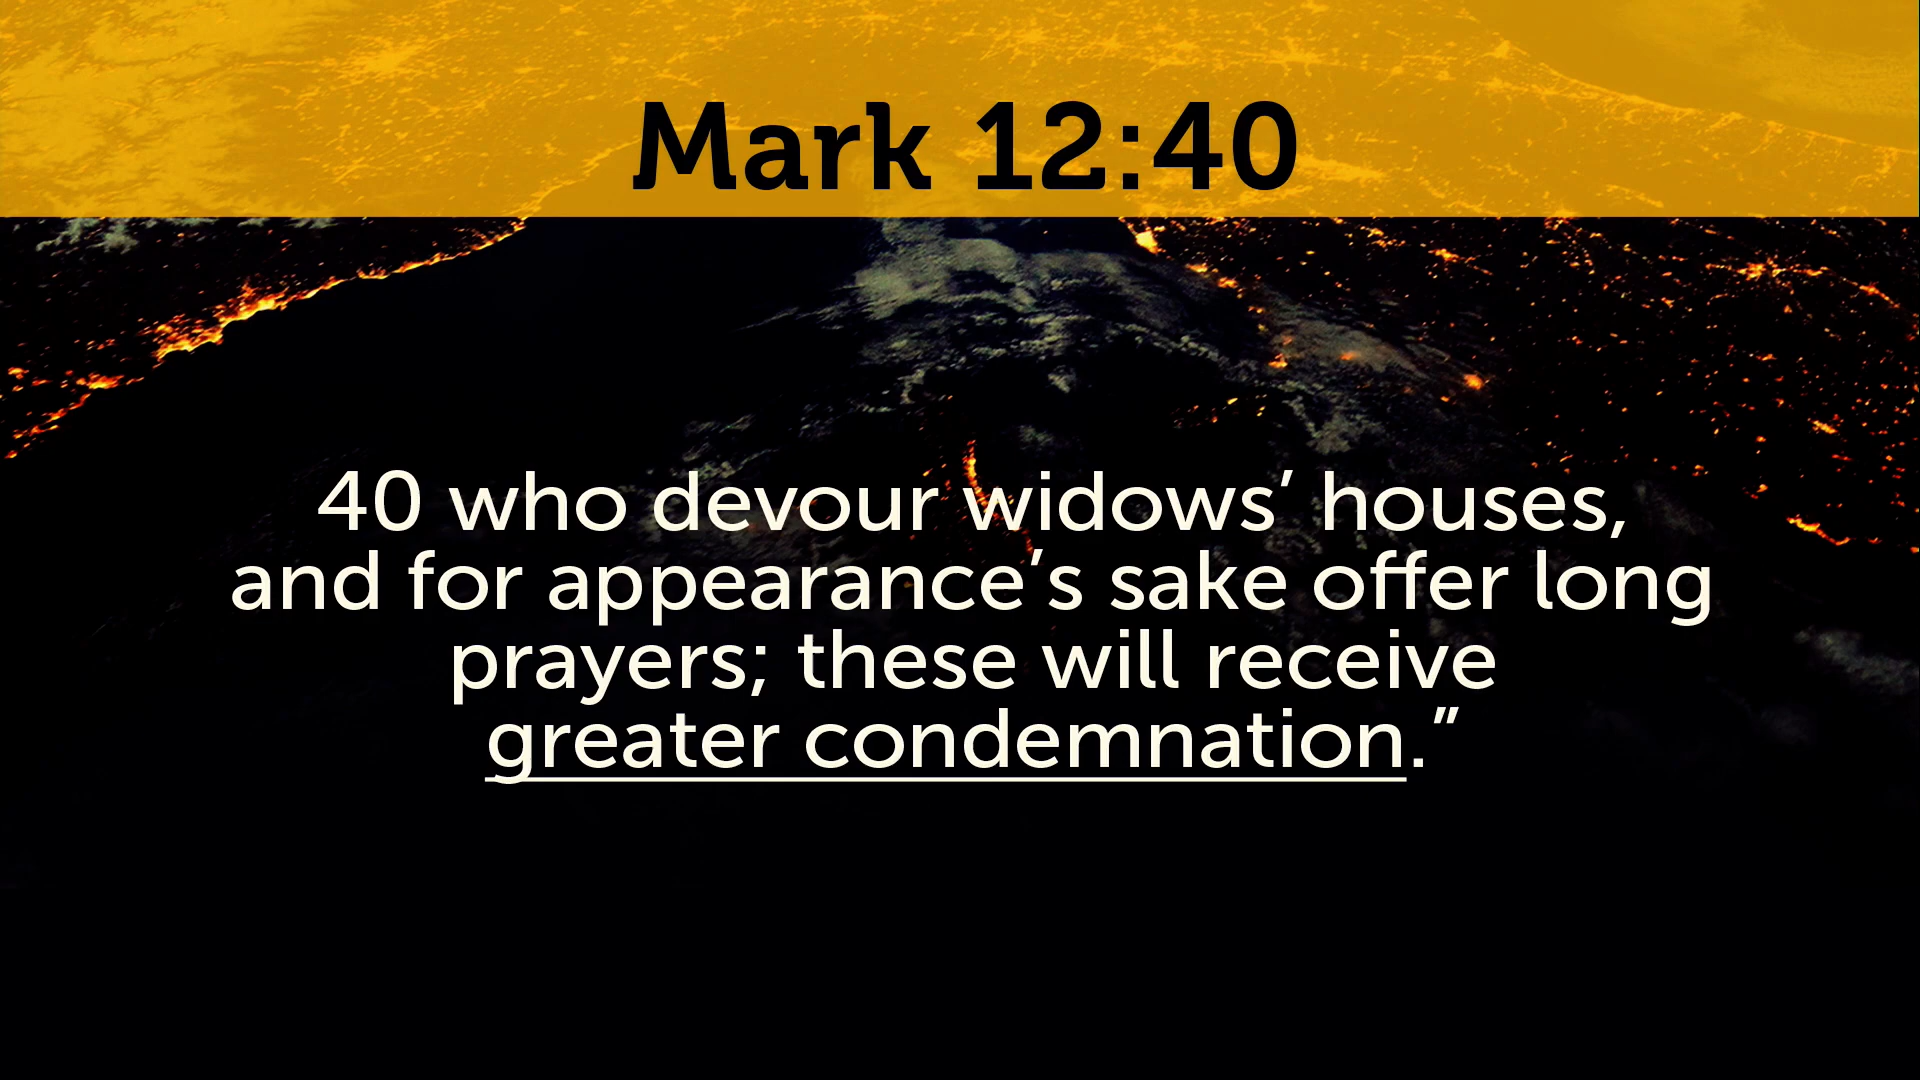 Mark 12:40
40 who devour widows’ houses,
and for appearance’s sake offer long
prayers; these will receive
greater condemnation.”